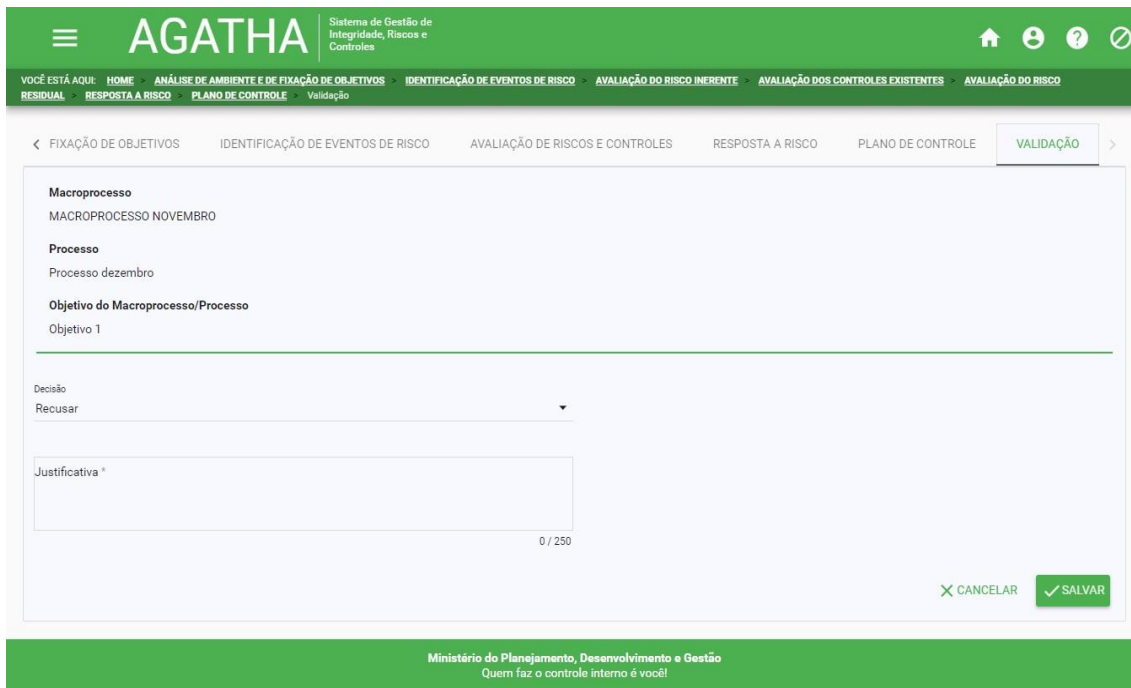 AGATHA
Sistema de Gestão de
Integridade, Riscos e
Controles
VOCÊ ESTÁ AQUI: HOME > ANÁLISE DE AMBIENTE E DE FIXAÇÃO DE OBJETIVOS > IDENTIFICAÇÃO DE EVENTOS DE RISCO > AVALIAÇÃO DO RISCO INERENTE > AVALIAÇÃO DOS CONTROLES EXISTENTES > AVALIAÇÃO DO RISCO
RESIDUAL > RESPOSTA A RISCO > PLANO DE CONTROLE > Validação
FIXAÇÃO DE OBJETIVOS IDENTIFICAÇÃO DE EVENTOS DE RISCO AVALIAÇÃO DE RISCOS E CONTROLES RESPOSTA A RISCO PLANO DE CONTROLE VALIDAÇÃO
Macroprocesso
MACROPROCESSO NOVEMBRO
Processo
Processo dezembro
Objetivo do Macroprocesso/Processo
Objetivo 1
Decisão
Recusar
Justificativa *
0 / 250
CANCELAR SALVAR
Ministério do Planejamento, Desenvolvimento e Gestão
Quem faz o controle interno é você!